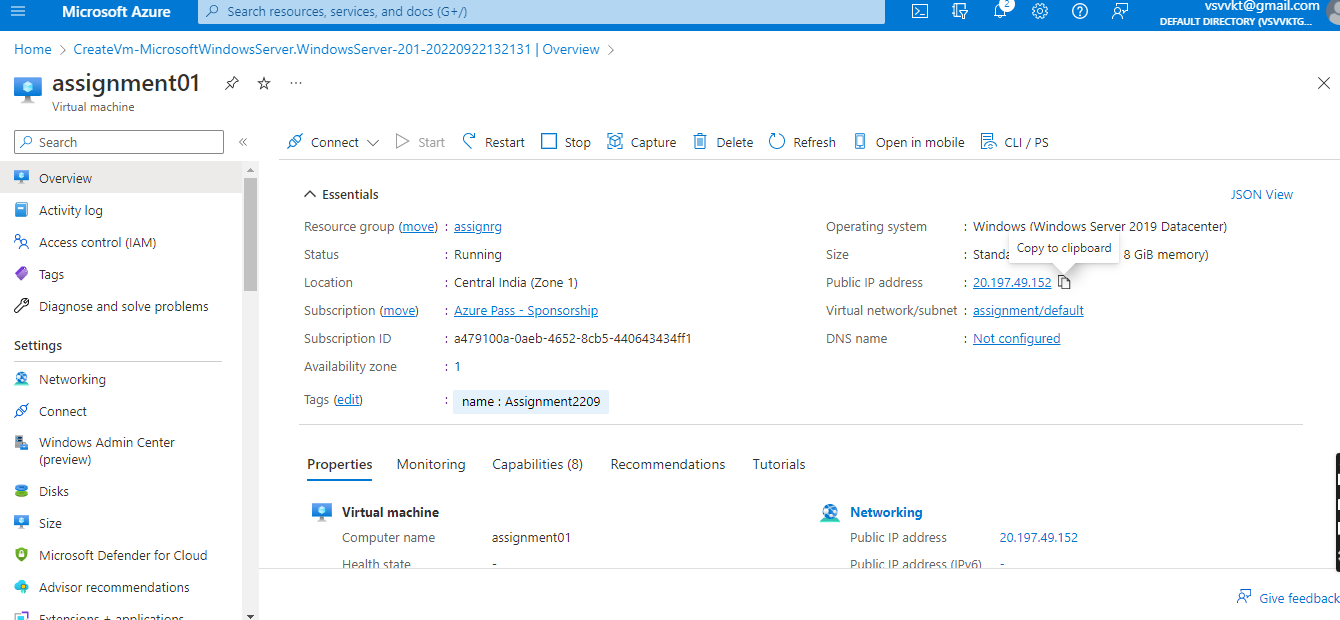 Microsoft Azure
Search resources, services, and docs (G+/)
2
vsvvkt@gmail.com
DEFAULT DIRECTORY (VSVVKTG...
Home > CreateVm-MicrosoftWindowsServer.WindowsServer-201-20220922132131 | Overview >
assignment01
Virtual machine
Search
Connect Start Restart Stop Capture Delete Refresh Open in mobile CLI / PS
Overview
Activity log
Access control (IAM)
Tags
Diagnose and solve problems
Settings
Networking
Connect
Windows Admin Center
(preview)
Disks
Size
Microsoft Defender for Cloud
Advisor recommendations
Extensions + applications
Essentials
JSON View
Resource group (move) : assignrg
Status : Running
Location : Central India (Zone 1)
Subscription (move) : Azure Pass - Sponsorship
Subscription ID : a479100a-0aeb-4652-8cb5-440643434ff1
Availability zone : 1
Tags (edit) : name : Assignment2209
Operating system : Windows (Windows Server 2019 Datacenter)
Copy to clipboard
Size : 8 GiB memory)
Public IP address : 20.197.49.152
Virtual network/subnet : assignment/default
DNS name : Not configured
Properties Monitoring Capabilities (8) Recommendations Tutorials
Virtual machine
Computer name assignment01
Health state -
Networking
Public IP address 20.197.49.152
Public IP address (IPv6) -
Give feedback